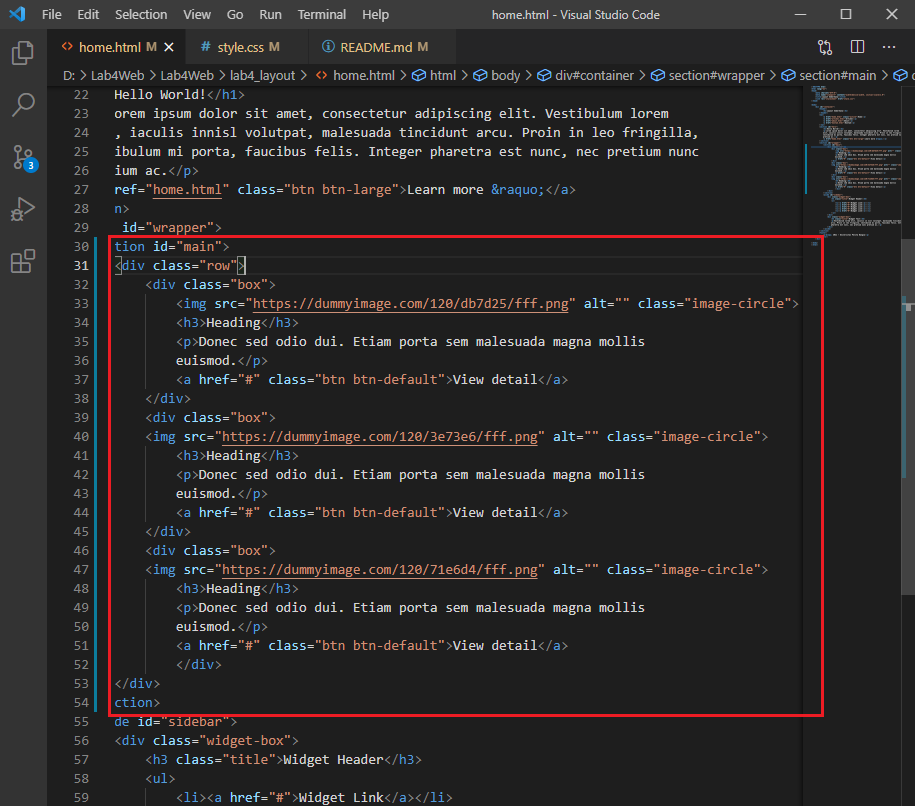 File Edit Selection View Go Run Terminal Help home.html - Visual Studio Code
<> home.html M × # style.css M README.md M
D: > Lab4Web > Lab4Web > lab4_layout > <> home.html > html > body > div#container > section#wrapper > section#main >
22 Hello World!</h1>
23 orem ipsum dolor sit amet, consectetur adipiscing elit. Vestibulum lorem
24 , iaculis innisl volutpat, malesuada tincidunt arcu. Proin in leo fringilla,
25 ibulum mi porta, faucibus felis. Integer pharetra est nunc, nec pretium nunc
26 ium ac.</p>
27 ref="home.html" class="btn btn-large">Learn more &raquo;</a>
28 n>
29 id="wrapper">
30 tion id="main">
31 <div class="row">
32 <div class="box">
33 <img src="https://dummyimage.com/120/db7d25/fff.png" alt="" class="image-circle">
34 <h3>Heading</h3>
35 <p>Donec sed odio dui. Etiam porta sem malesuada magna mollis
36 euismod.</p>
37 <a href="#" class="btn btn-default">View detail</a>
38 </div>
39 <div class="box">
40 <img src="https://dummyimage.com/120/3e73e6/fff.png" alt="" class="image-circle">
41 <h3>Heading</h3>
42 <p>Donec sed odio dui. Etiam porta sem malesuada magna mollis
43 euismod.</p>
44 <a href="#" class="btn btn-default">View detail</a>
45 </div>
46 <div class="box">
47 <img src="https://dummyimage.com/120/71e6d4/fff.png" alt="" class="image-circle">
48 <h3>Heading</h3>
49 <p>Donec sed odio dui. Etiam porta sem malesuada magna mollis
50 euismod.</p>
51 <a href="#" class="btn btn-default">View detail</a>
52 </div>
53 </div>
54 ction>
55 de id="sidebar">
56 <div class="widget-box">
57 <h3 class="title">Widget Header</h3>
58 <ul>
59 <li><a href="#">Widget Link</a></li>
3